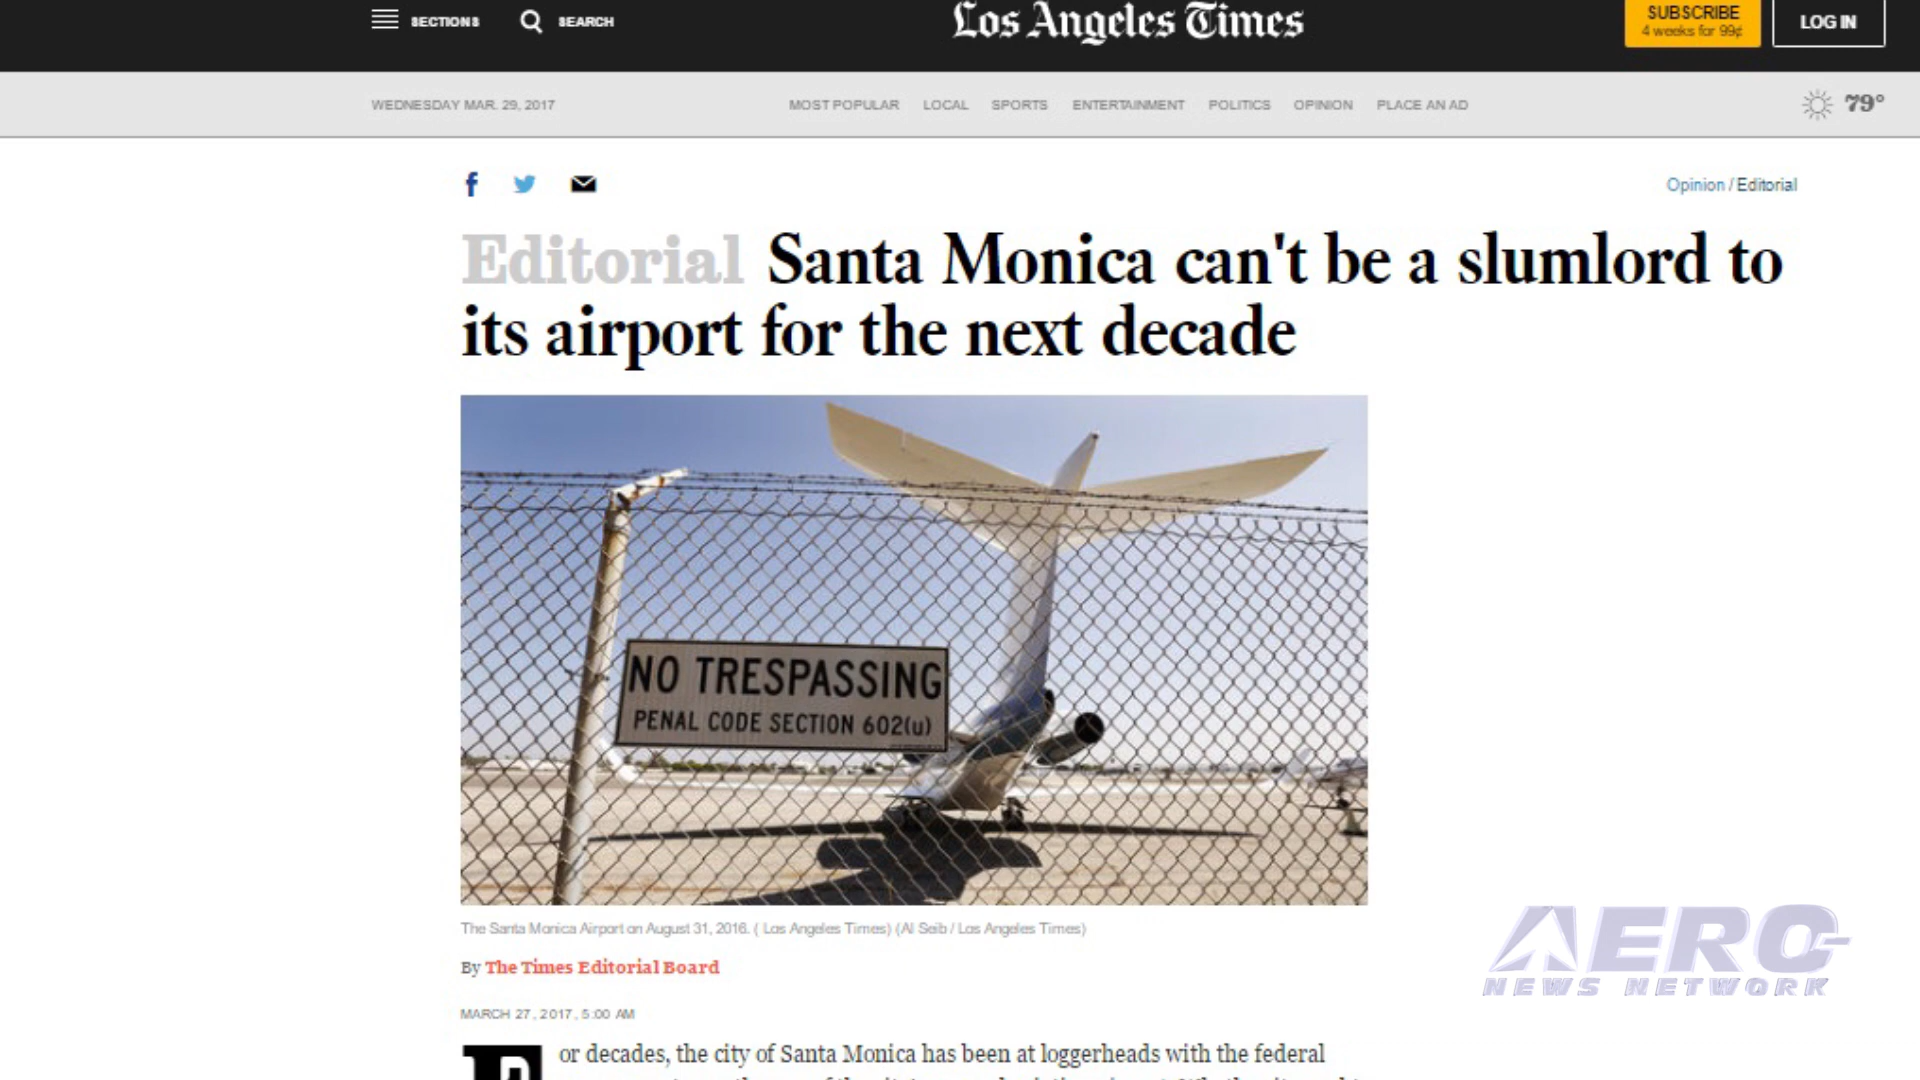 SECTIONS
SEARCH
Los Angeles Times
SUBSCRIBE
4 weeks for 99¢
LOG IN
WEDNESDAY MAR. 29, 2017
MOST POPULAR LOCAL SPORTS ENTERTAINMENT POLITICS OPINION PLACE AN AD
79°
Opinion / Editorial
Editorial Santa Monica can't be a slumlord to
its airport for the next decade
NO TRESPASSING
PENAL CODE SECTION 602(u)
The Santa Monica Airport on August 31, 2016. ( Los Angeles Times) (Al Seib / Los Angeles Times)
By The Times Editorial Board
AERO
NEWS NETWORK
MARCH 27, 2017, 5:00 AM
For decades, the city of Santa Monica has been at loggerheads with the federal